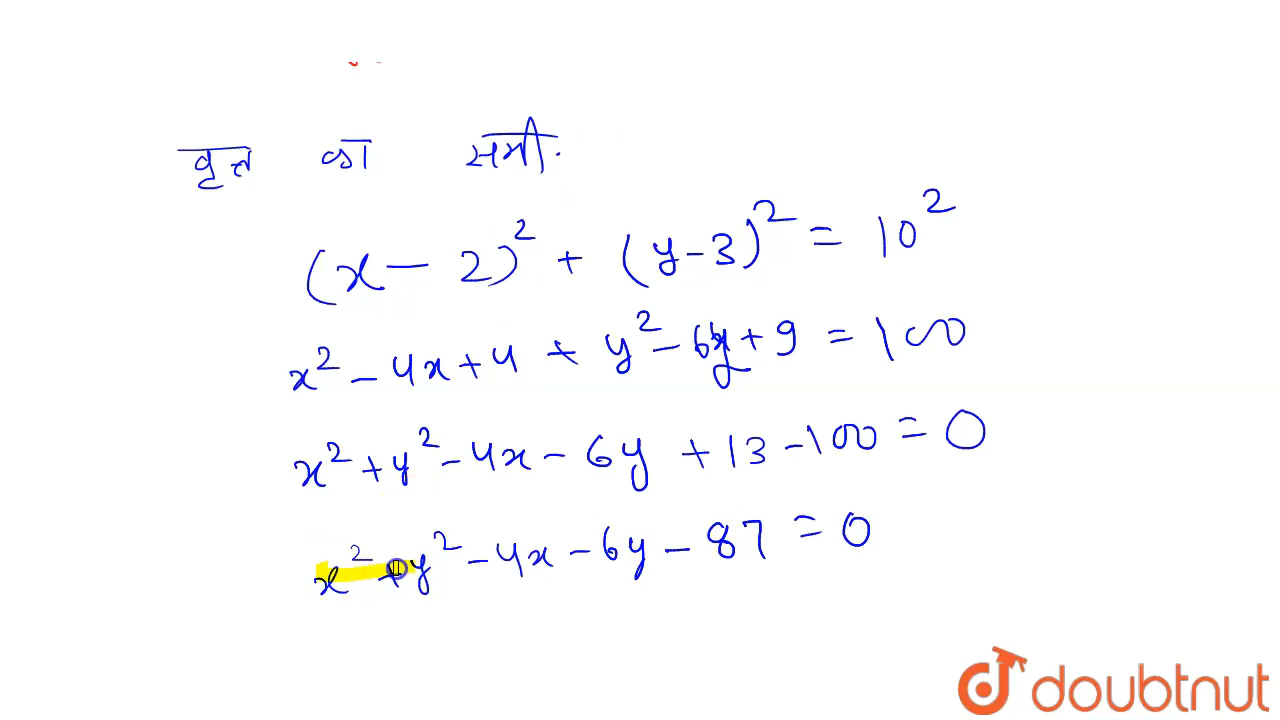 वृत्त का समी.
(x - 2)² + (y - 3)² = 10²
x² - 4x + 4 + y² - 6y + 9 = 100
x² + y² - 4x - 6y + 13 - 100 = 0
x² + y² - 4x - 6y - 87 = 0
doubtnut